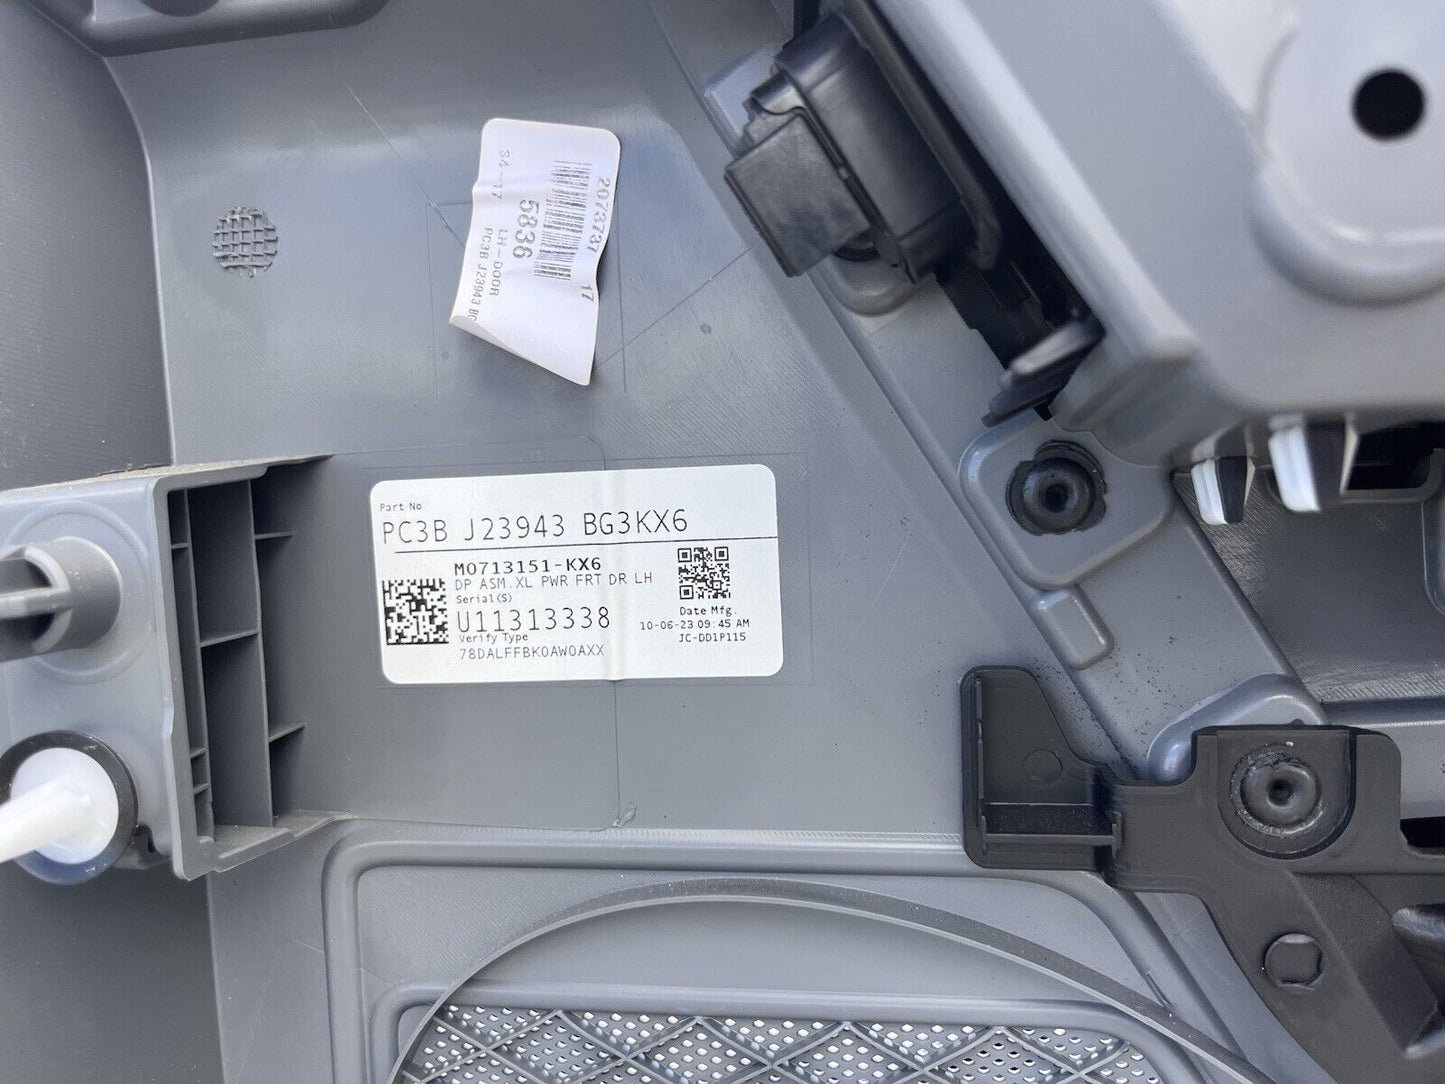 2073731 17
5836
34-17 LH-DOOR
PC3B J23943
Part No
PC3B J23943 BG3KX6
M0713151-KX6
DP ASM.XL PWR FRT DR LH
Serial(S)
U11313338
Verify Type
78DALFFBK0AW0AXX
Date Mfg.
10-06-23 09:45 AM
JC-DD1P115